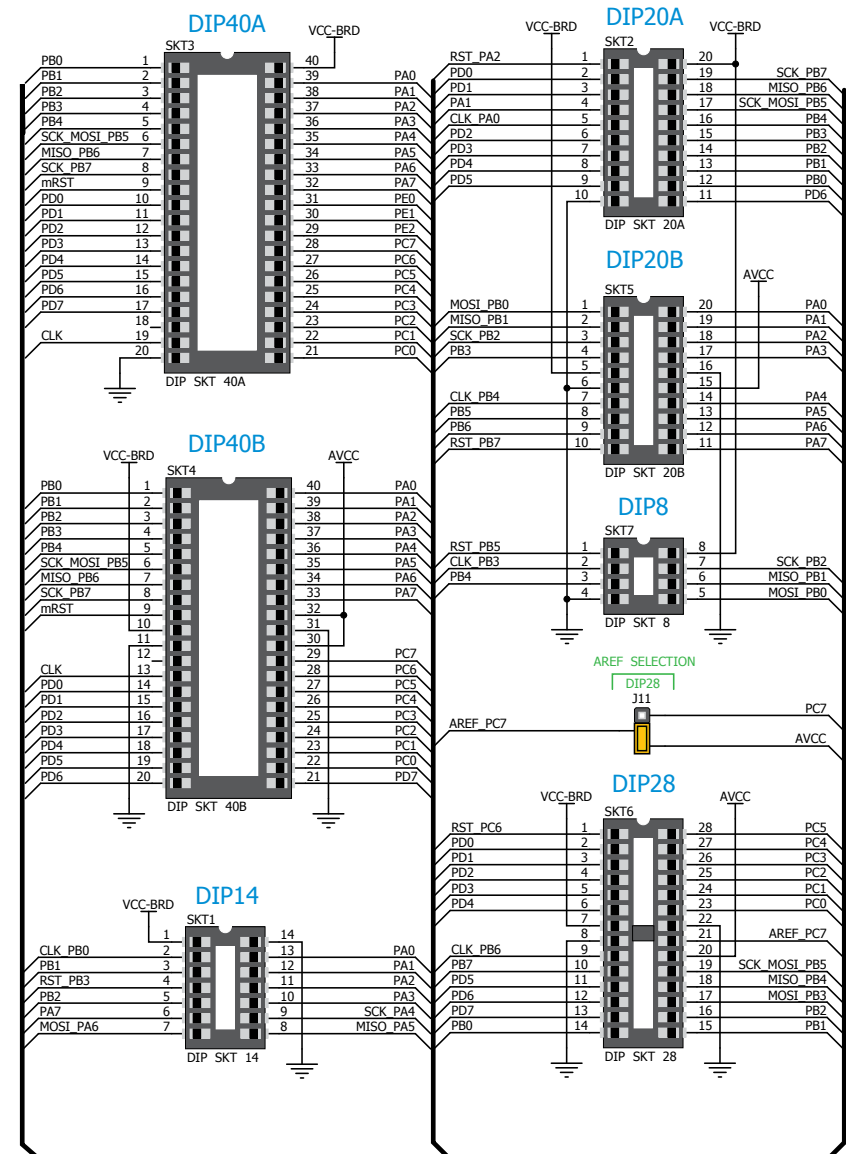 DIP40A
VCC-BRD
SKT3
PB0 1 40
PB1 2 39 PA0
PB2 3 38 PA1
PB3 4 37 PA2
PB4 5 36 PA3
SCK_MOSI_PB5 6 35 PA4
MISO_PB6 7 34 PA5
SCK_PB7 8 33 PA6
mRST 9 32 PA7
PD0 10 31 PE0
PD1 11 30 PE1
PD2 12 29 PE2
PD3 13 28 PC7
PD4 14 27 PC6
PD5 15 26 PC5
PD6 16 25 PC4
PD7 17 24 PC3
18 23 PC2
CLK 19 22 PC1
20 21 PC0
DIP SKT 40A
DIP40B
VCC-BRD AVCC
SKT4
PB0 1 40 PA0
PB1 2 39 PA1
PB2 3 38 PA2
PB3 4 37 PA3
PB4 5 36 PA4
SCK_MOSI_PB5 6 35 PA5
MISO_PB6 7 34 PA6
SCK_PB7 8 33 PA7
mRST 9 32
10 31
11 30
12 29 PC7
CLK 13 28 PC6
PD0 14 27 PC5
PD1 15 26 PC4
PD2 16 25 PC3
PD3 17 24 PC2
PD4 18 23 PC1
PD5 19 22 PC0
PD6 20 21 PD7
DIP SKT 40B
DIP14
VCC-BRD
SKT1
1 14
CLK_PB0 2 13 PA0
PB1 3 12 PA1
RST_PB3 4 11 PA2
PB2 5 10 PA3
PA7 6 9 SCK_PA4
MOSI_PA6 7 8 MISO_PA5
DIP SKT 14
DIP20A
VCC-BRD VCC-BRD
SKT2
RST_PA2 1 20
PD0 2 19 SCK_PB7
PD1 3 18 MISO_PB6
PA1 4 17 SCK_MOSI_PB5
CLK_PA0 5 16 PB4
PD2 6 15 PB3
PD3 7 14 PB2
PD4 8 13 PB1
PD5 9 12 PB0
10 11 PD6
DIP SKT 20A
DIP20B
AVCC
SKT5
MOSI_PB0 1 20 PA0
MISO_PB1 2 19 PA1
SCK_PB2 3 18 PA2
PB3 4 17 PA3
5 16
6 15
CLK_PB4 7 14 PA4
PB5 8 13 PA5
PB6 9 12 PA6
RST_PB7 10 11 PA7
DIP SKT 20B
DIP8
SKT7
RST_PB5 1 8
CLK_PB3 2 7 SCK_PB2
PB4 3 6 MISO_PB1
4 5 MOSI_PB0
DIP SKT 8
AREF SELECTION
DIP28
J11
PC7
AREF_PC7
AVCC
DIP28
VCC-BRD AVCC
SKT6
RST_PC6 1 28 PC5
PD0 2 27 PC4
PD1 3 26 PC3
PD2 4 25 PC2
PD3 5 24 PC1
PD4 6 23 PC0
7 22
8 21 AREF_PC7
CLK_PB6 9 20
PB7 10 19 SCK_MOSI_PB5
PD5 11 18 MISO_PB4
PD6 12 17 MOSI_PB3
PD7 13 16 PB2
PB0 14 15 PB1
DIP SKT 28